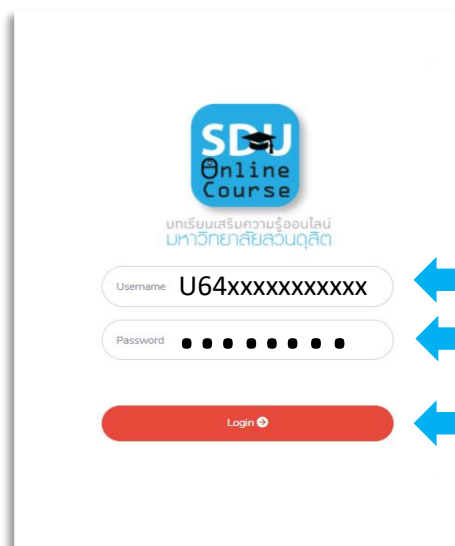 SDU
Online
Course
บทเรียนเสริมความรู้ออนไลน์
มหาวิทยาลัยสวนดุสิต
Username U64xxxxxxxxxxx
Password ••••••••
Login